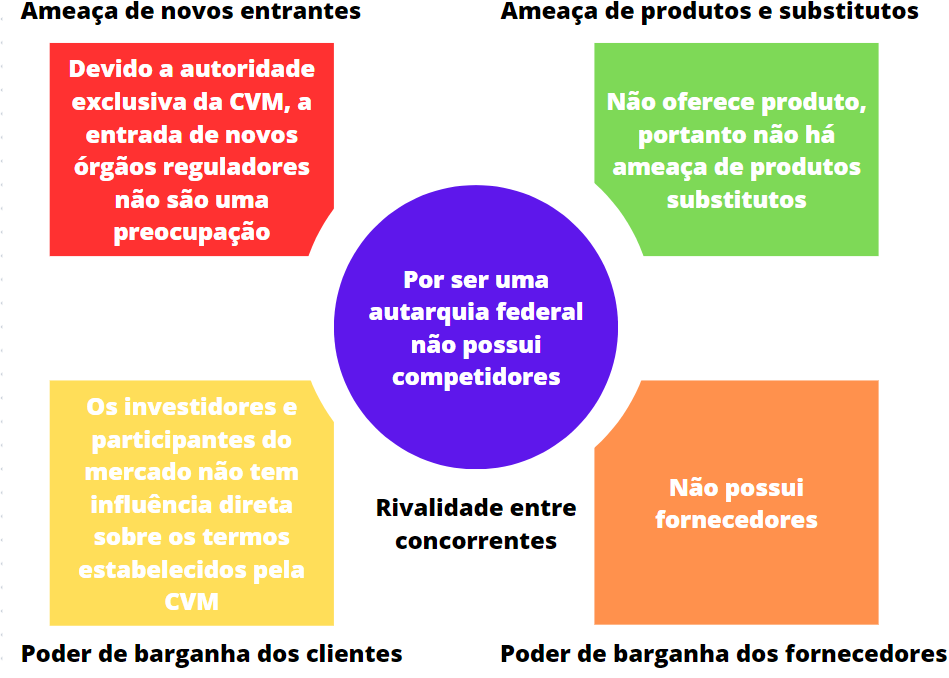 Ameaça de novos entrantes
Devido a autoridade
exclusiva da CVM, a
entrada de novos
órgãos reguladores
não são uma
preocupação
Ameaça de produtos e substitutos
Não oferece produto,
portanto não há
ameaça de produtos
substitutos
Por ser uma
autarquia federal
não possui
competidores
Rivalidade entre
concorrentes
Os investidores e
participantes do
mercado não tem
influência direta
sobre os termos
estabelecidos pela
CVM
Poder de barganha dos clientes
Não possui
fornecedores
Poder de barganha dos fornecedores